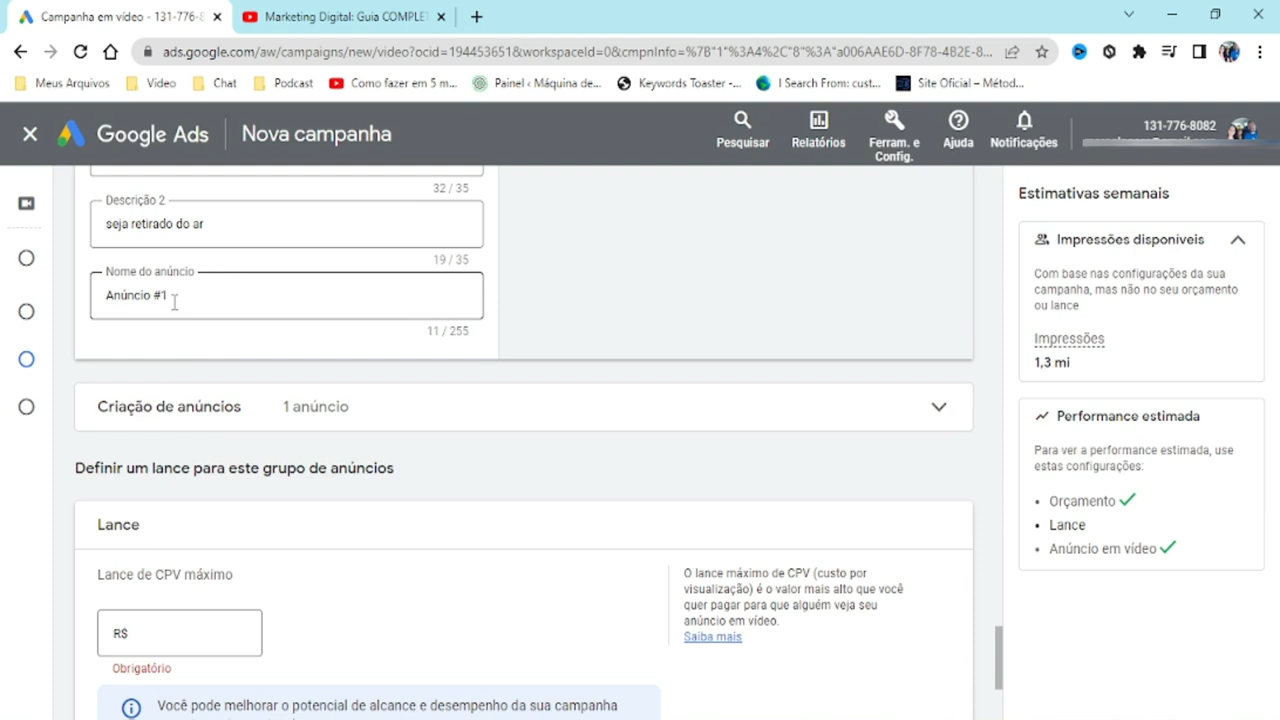 Campanha em vídeo - 131-776-8
Marketing Digital: Guia COMPLET
ads.google.com/aw/campaigns/new/video?ocid=194453651&workspaceId=0&cmpnInfo=%7B"1"%3A4%2C"8"%3A"a006AAE6D-8F78-4B2E-8...
Meus Arquivos
Vídeo
Chat
Podcast
Como fazer em 5 m...
Painel ‹ Máquina de...
Keywords Toaster -...
I Search From: cust...
Site Oficial – Métod...
Google Ads
Nova campanha
Pesquisar
Relatórios
Ferram. e
Config.
Ajuda
Notificações
131-776-8082
32 / 35
Descrição 2
seja retirado do ar
19 / 35
Nome do anúncio
Anúncio #1
11 / 255
Criação de anúncios 1 anúncio
Definir um lance para este grupo de anúncios
Lance
Lance de CPV máximo
R$
Obrigatório
O lance máximo de CPV (custo por
visualização) é o valor mais alto que você
quer pagar para que alguém veja seu
anúncio em vídeo.
Saiba mais
Você pode melhorar o potencial de alcance e desempenho da sua campanha
Estimativas semanais
Impressões disponíveis
Com base nas configurações da sua
campanha, mas não no seu orçamento
ou lance
Impressões
1,3 mi
Performance estimada
Para ver a performance estimada, use
estas configurações:
• Orçamento
• Lance
• Anúncio em vídeo